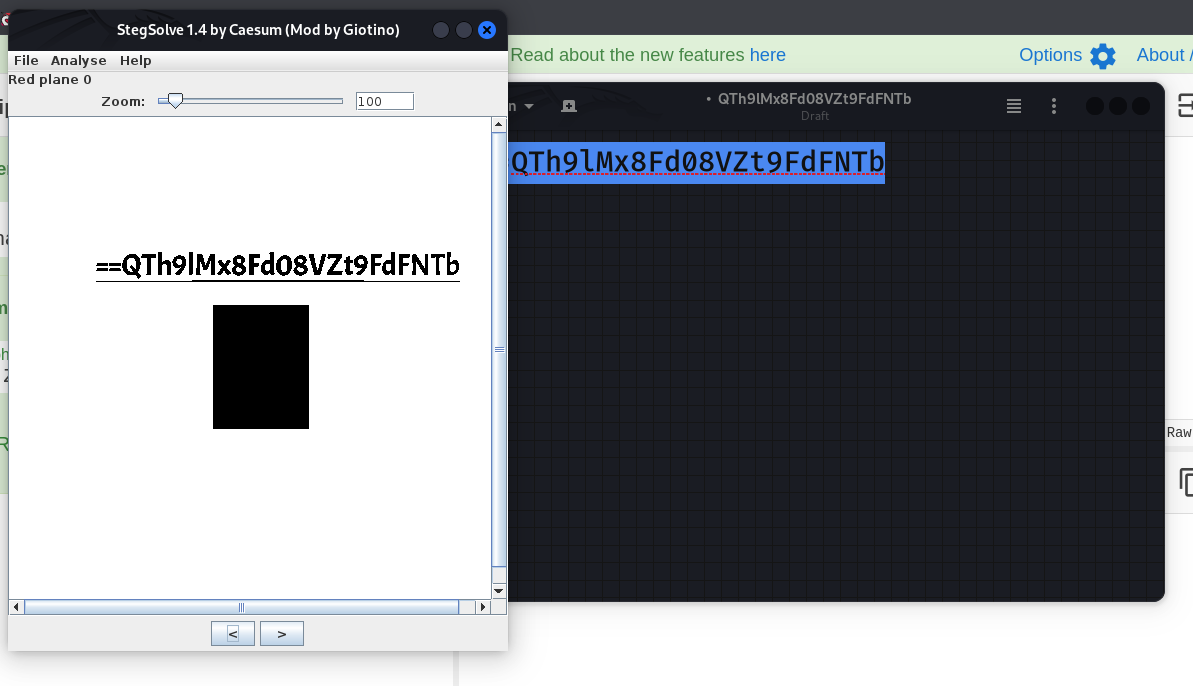 StegSolve 1.4 by Caesum (Mod by Giotino)
File Analyse Help
Red plane 0
Zoom: 100
==QTh9lMx8Fd08VZt9FdFNTb
< >
Read about the new features here
Options
About /
n
• QTh9lMx8Fd08VZt9FdFNTb
Draft
QTh9lMx8Fd08VZt9FdFNTb
Raw